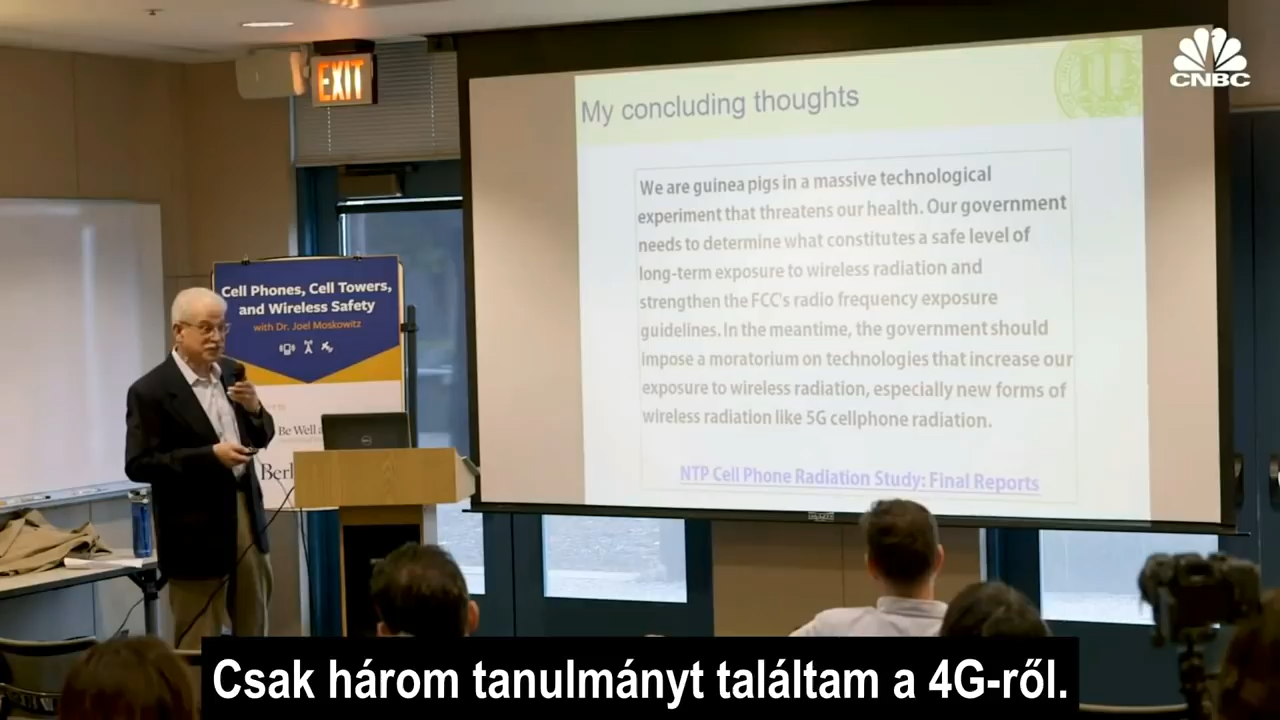 EXIT
CNBC
My concluding thoughts
We are guinea pigs in a massive technological
experiment that threatens our health. Our government
needs to determine what constitutes a safe level of
long-term exposure to wireless radiation and
strengthen the FCC's radio frequency exposure
guidelines. In the meantime, the government should
impose a moratorium on technologies that increase our
exposure to wireless radiation, especially new forms of
wireless radiation like 5G cellphone radiation.
NTP Cell Phone Radiation Study: Final Reports
Cell Phones, Cell Towers,
and Wireless Safety
with Dr. Joel Moskowitz
Be Well
Csak három tanulmányt találtam a 4G-ről.